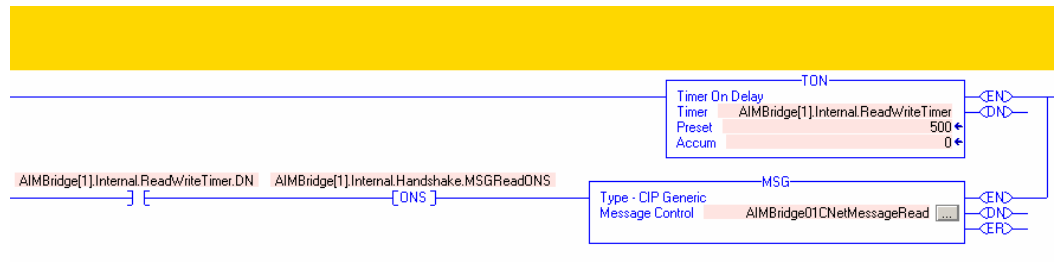 TON
Timer On Delay
Timer AIMBridge[1].Internal.ReadWriteTimer
Preset 500
Accum 0
EN
DN
AIMBridge[1].Internal.ReadWriteTimer.DN AIMBridge[1].Internal.Handshake.MSGReadONS
ONS
MSG
Type - CIP Generic
Message Control AIMBridge01CNetMessageRead ...
EN
DN
ER